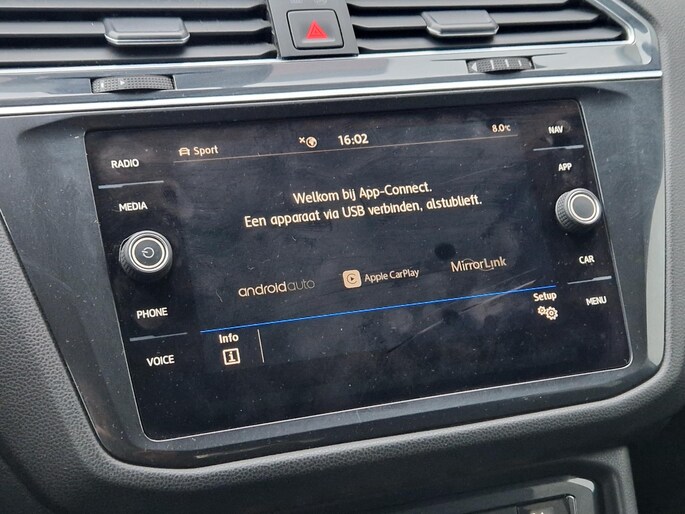 RADIO
MEDIA
PHONE
VOICE
Sport
16:02
8.0°C
Welkom bij App-Connect.
Een apparaat via USB verbinden, alstublieft.
androidauto
Apple CarPlay
MirrorLink
Info
i
Setup
NAV
APP
CAR
MENU